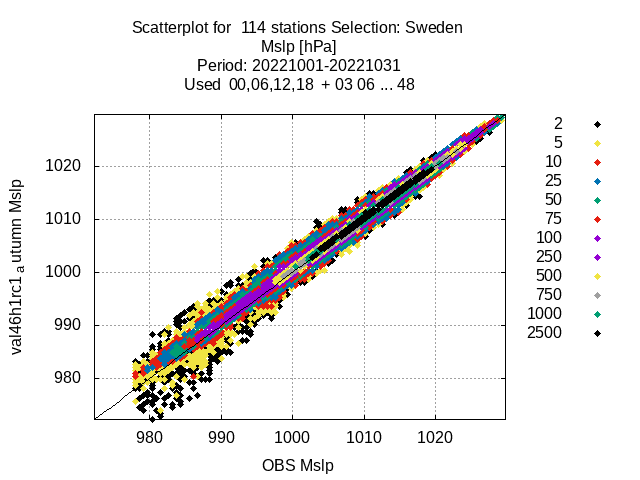 Scatterplot for  114 stations Selection: Sweden
Mslp [hPa]
Period: 20221001-20221031
Used  00,06,12,18  + 03 06 ... 48
val46h1rc1 a utumn Mslp
1020
1010
1000
990
980
980 990 1000 1010 1020
OBS Mslp
2
5
10
25
50
75
100
250
500
750
1000
2500